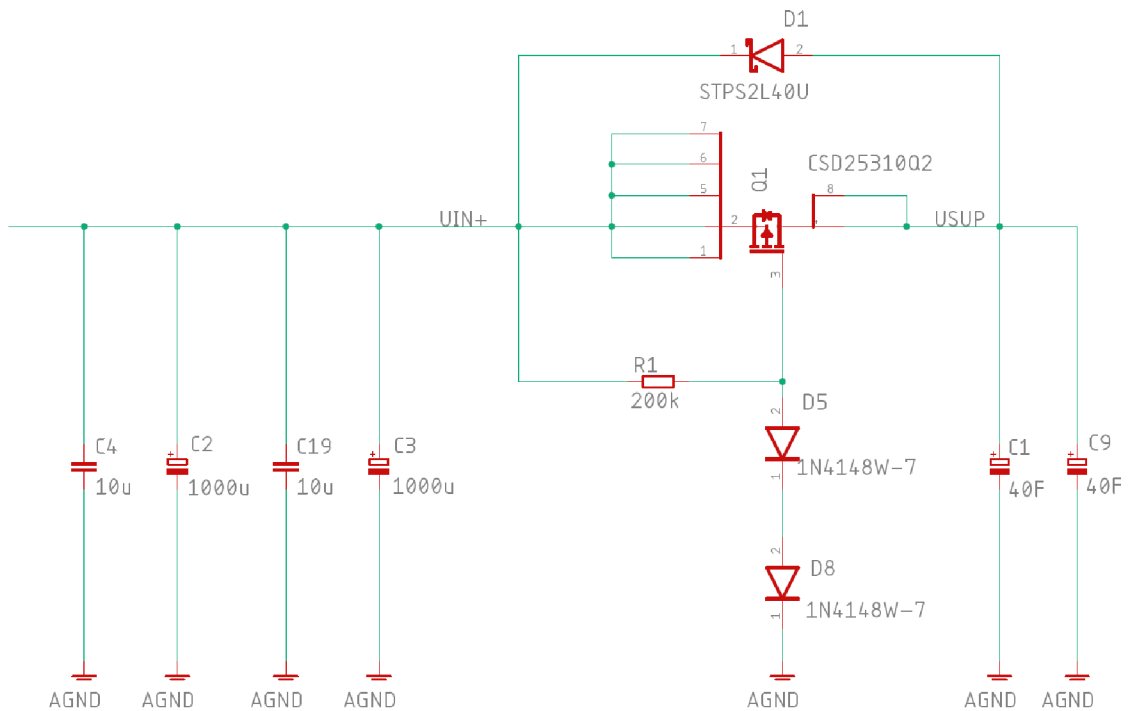 D1
1
2
STPS2L40U
7
6
5
2
1
Q1
CSD25310Q2
8
3
UIN+
USUP
R1
200k
2
D5
1N4148W-7
1
2
D8
1N4148W-7
1
C4
10u
+
C2
1000u
C19
10u
+
C3
1000u
+
C1
40F
+
C9
40F
AGND
AGND
AGND
AGND
AGND
AGND
AGND